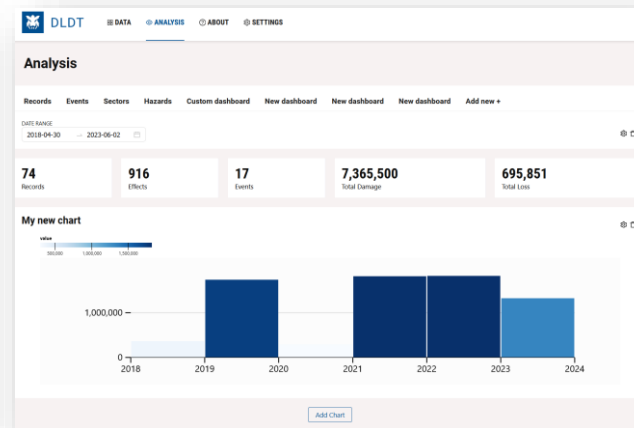 DLDT DATA ANALYSIS ABOUT SETTINGS
Analysis
Records Events Sectors Hazards Custom dashboard New dashboard New dashboard New dashboard Add new +
DATE RANGE
2018-04-30 → 2023-06-02
74 916 17 7,365,500 695,851
Records Effects Events Total Damage Total Loss
My new chart
value
500,000 1,000,000 1,500,000
1,000,000
0
2018 2019 2020 2021 2022 2023 2024
Add Chart